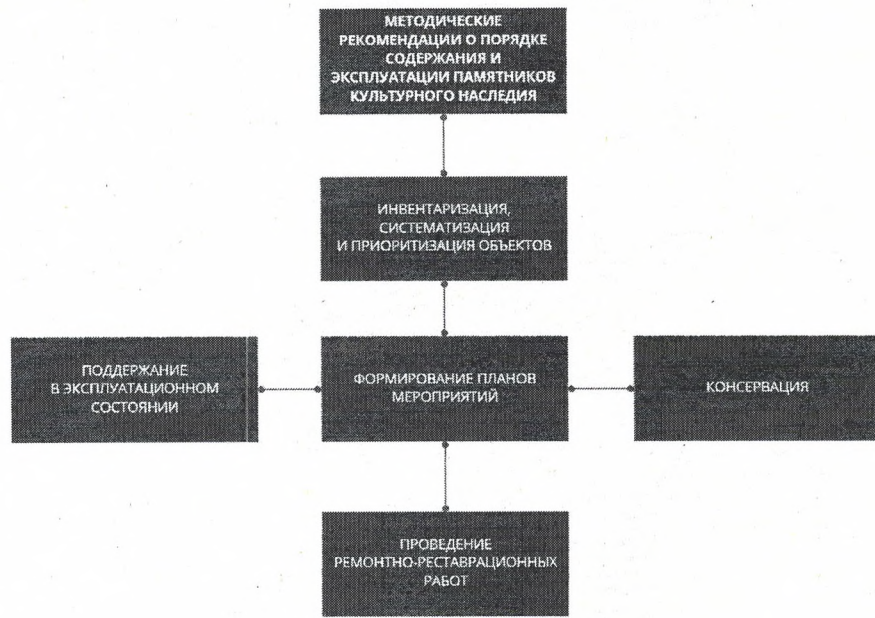 МЕТОДИЧЕСКИЕ
РЕКОМЕНДАЦИИ О ПОРЯДКЕ
СОДЕРЖАНИЯ И
ЭКСПЛУАТАЦИИ ПАМЯТНИКОВ
КУЛЬТУРНОГО НАСЛЕДИЯ
ИНВЕНТАРИЗАЦИЯ,
СИСТЕМАТИЗАЦИЯ
И ПРИОРИТИЗАЦИЯ ОБЪЕКТОВ
ПОДДЕРЖАНИЕ
В ЭКСПЛУАТАЦИОННОМ
СОСТОЯНИИ
ФОРМИРОВАНИЕ ПЛАНОВ
МЕРОПРИЯТИЙ
КОНСЕРВАЦИЯ
ПРОВЕДЕНИЕ
РЕМОНТНО-РЕСТАВРАЦИОННЫХ
РАБОТ